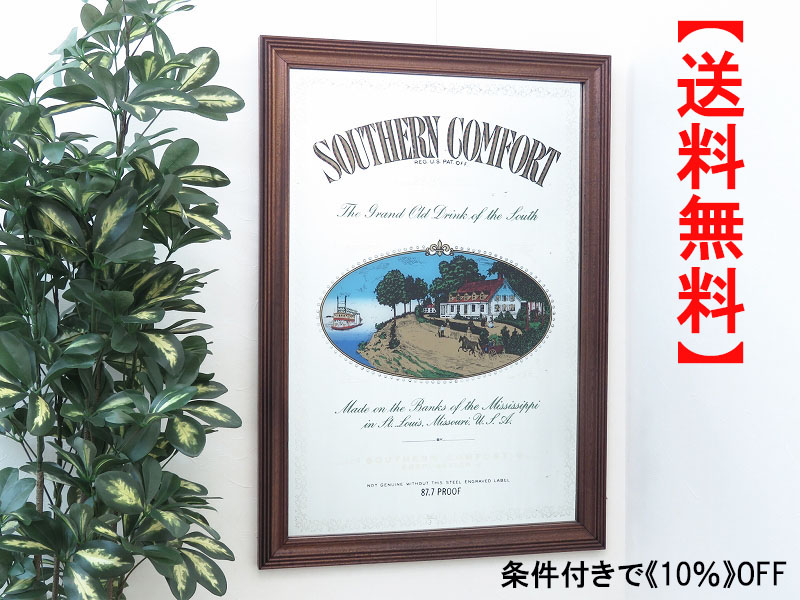 SOUTHERN COMFORT
REG. U.S. PAT. OFF
The Grand Old Drink of the South
Made on the Banks of the Mississippi
in St. Louis, Missouri, U.S.A.
NOT GENUINE WITHOUT THIS STEEL ENGRAVED LABEL
87.7 PROOF
【送料無料】
条件付きで《10%》OFF